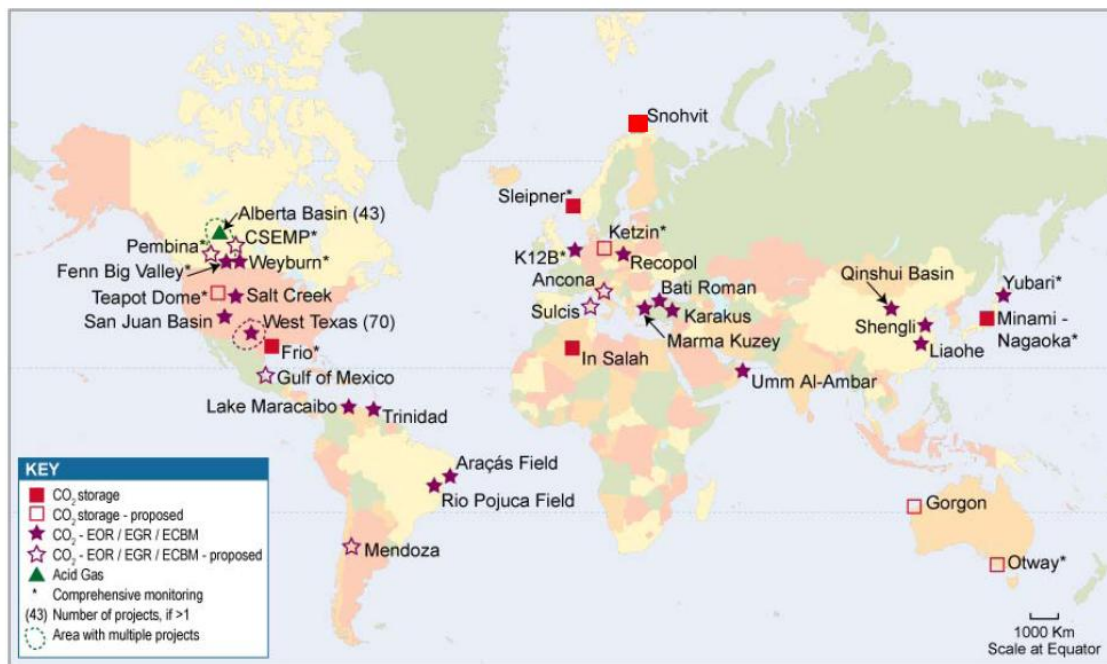 Snohvit
Sleipner*
Alberta Basin (43)
CSEMP*
Pembina*
Ketzin*
K12B*
Recopol
Fenn Big Valley*
Weyburn*
Ancona
Qinshui Basin
Yubari*
Teapot Dome*
Salt Creek
Bati Roman
Sulcis
Karakus
San Juan Basin
West Texas (70)
Shengli
Minami -
Nagaoka*
Marma Kuzey
Frio*
In Salah
Liaohe
Gulf of Mexico
Umm Al-Ambar
Lake Maracaibo
Trinidad
Araçás Field
Rio Pojuca Field
Gorgon
Mendoza
Otway*
KEY
CO2 storage
CO2 storage - proposed
CO2 - EOR / EGR / ECBM
CO2 - EOR / EGR / ECBM - proposed
Acid Gas
* Comprehensive monitoring
(43) Number of projects, if >1
Area with multiple projects
1000 Km
Scale at Equator